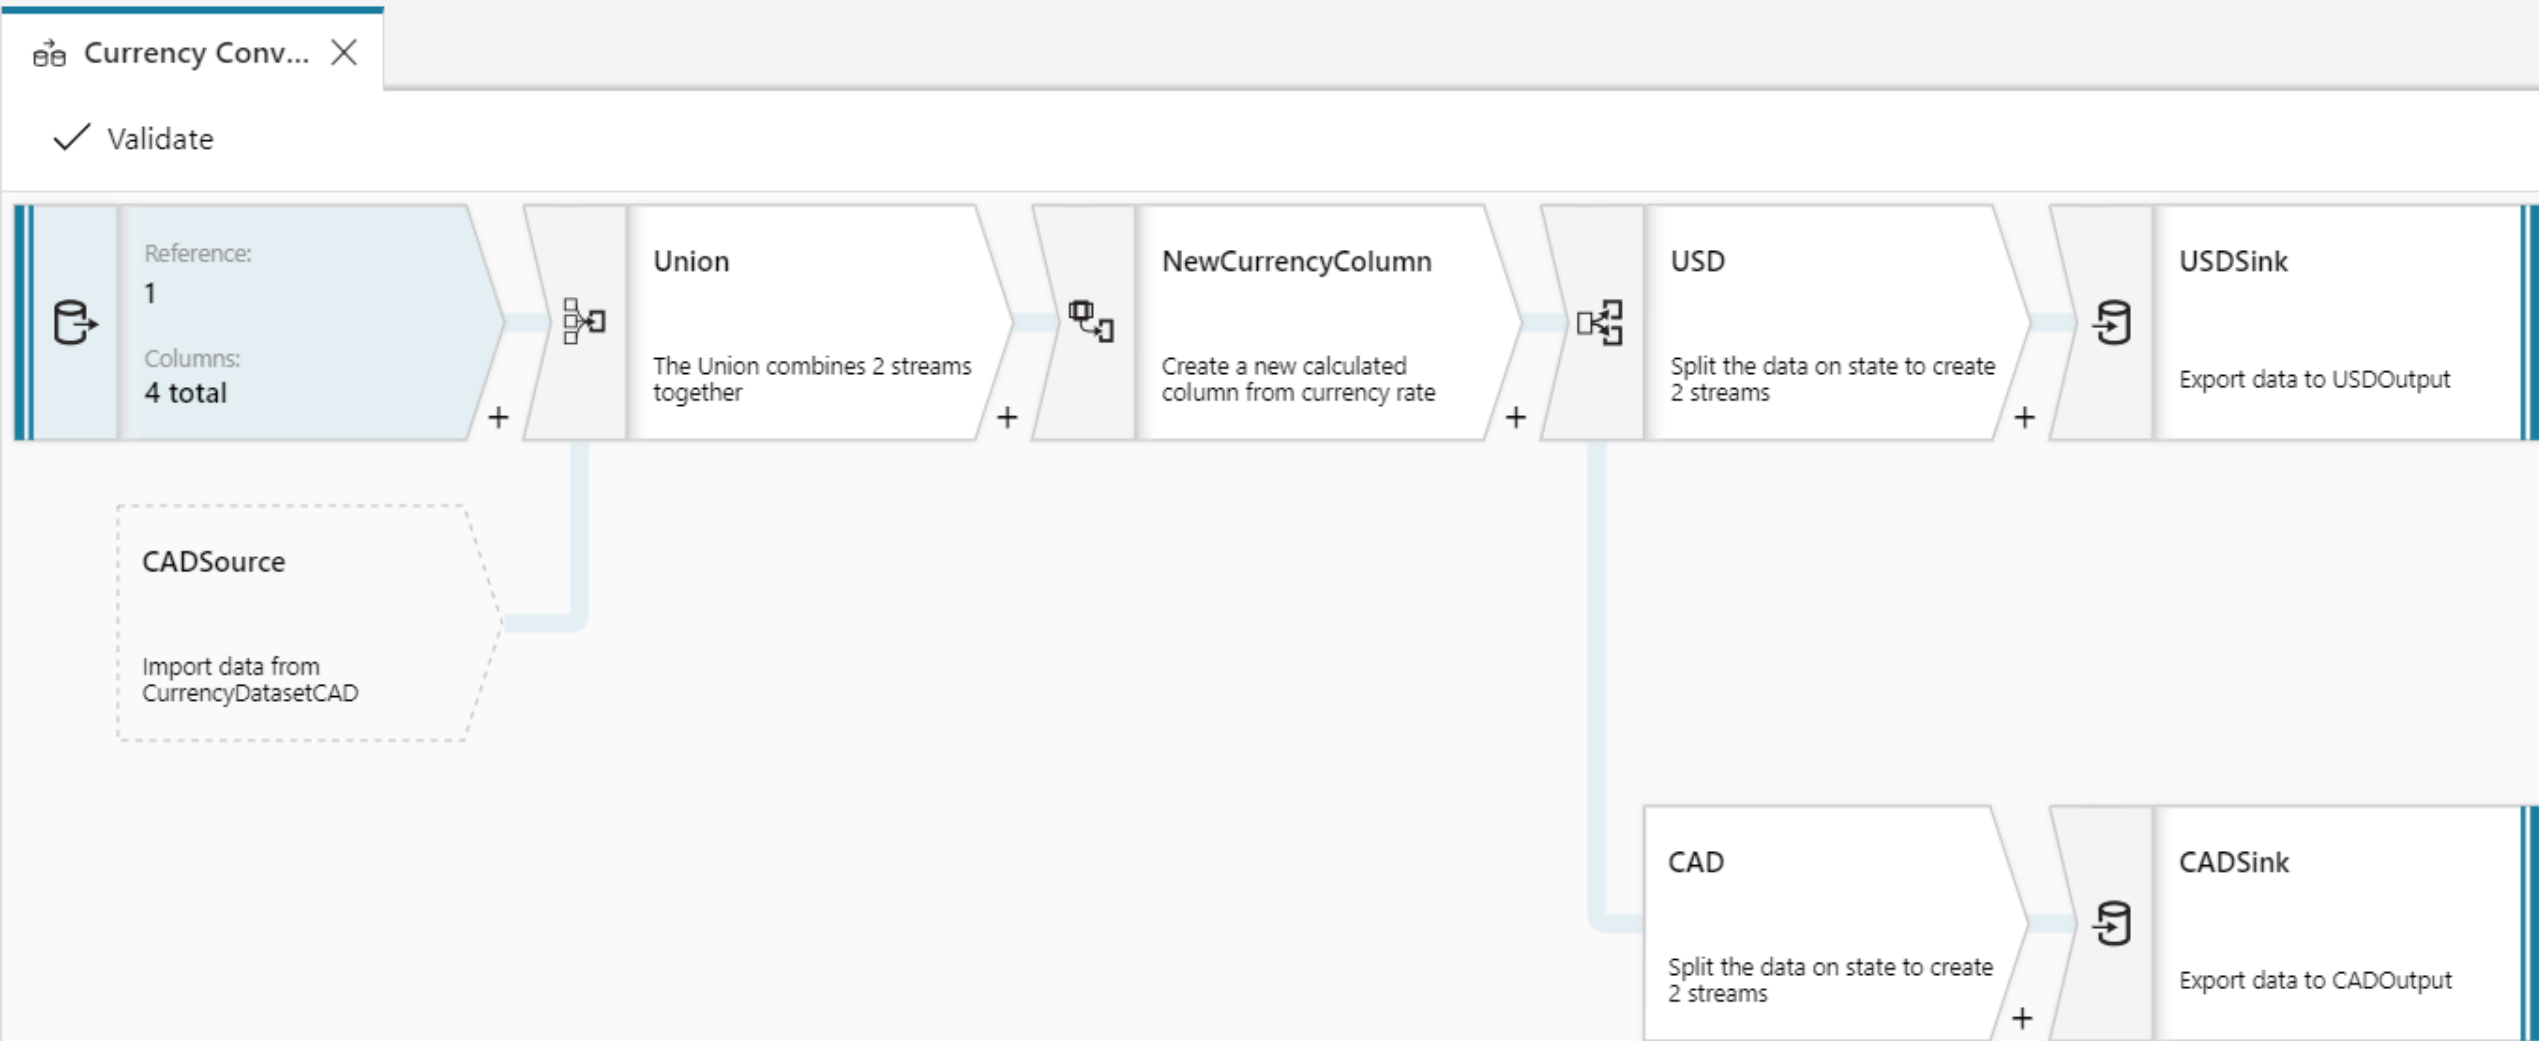 Currency Conv...
Validate
Reference:
1
Columns:
4 total
+
Union
The Union combines 2 streams
together
+
NewCurrencyColumn
Create a new calculated
column from currency rate
+
USD
Split the data on state to create
2 streams
+
USDSink
Export data to USDOutput
CADSource
Import data from
CurrencyDatasetCAD
CAD
Split the data on state to create
2 streams
+
CADSink
Export data to CADOutput